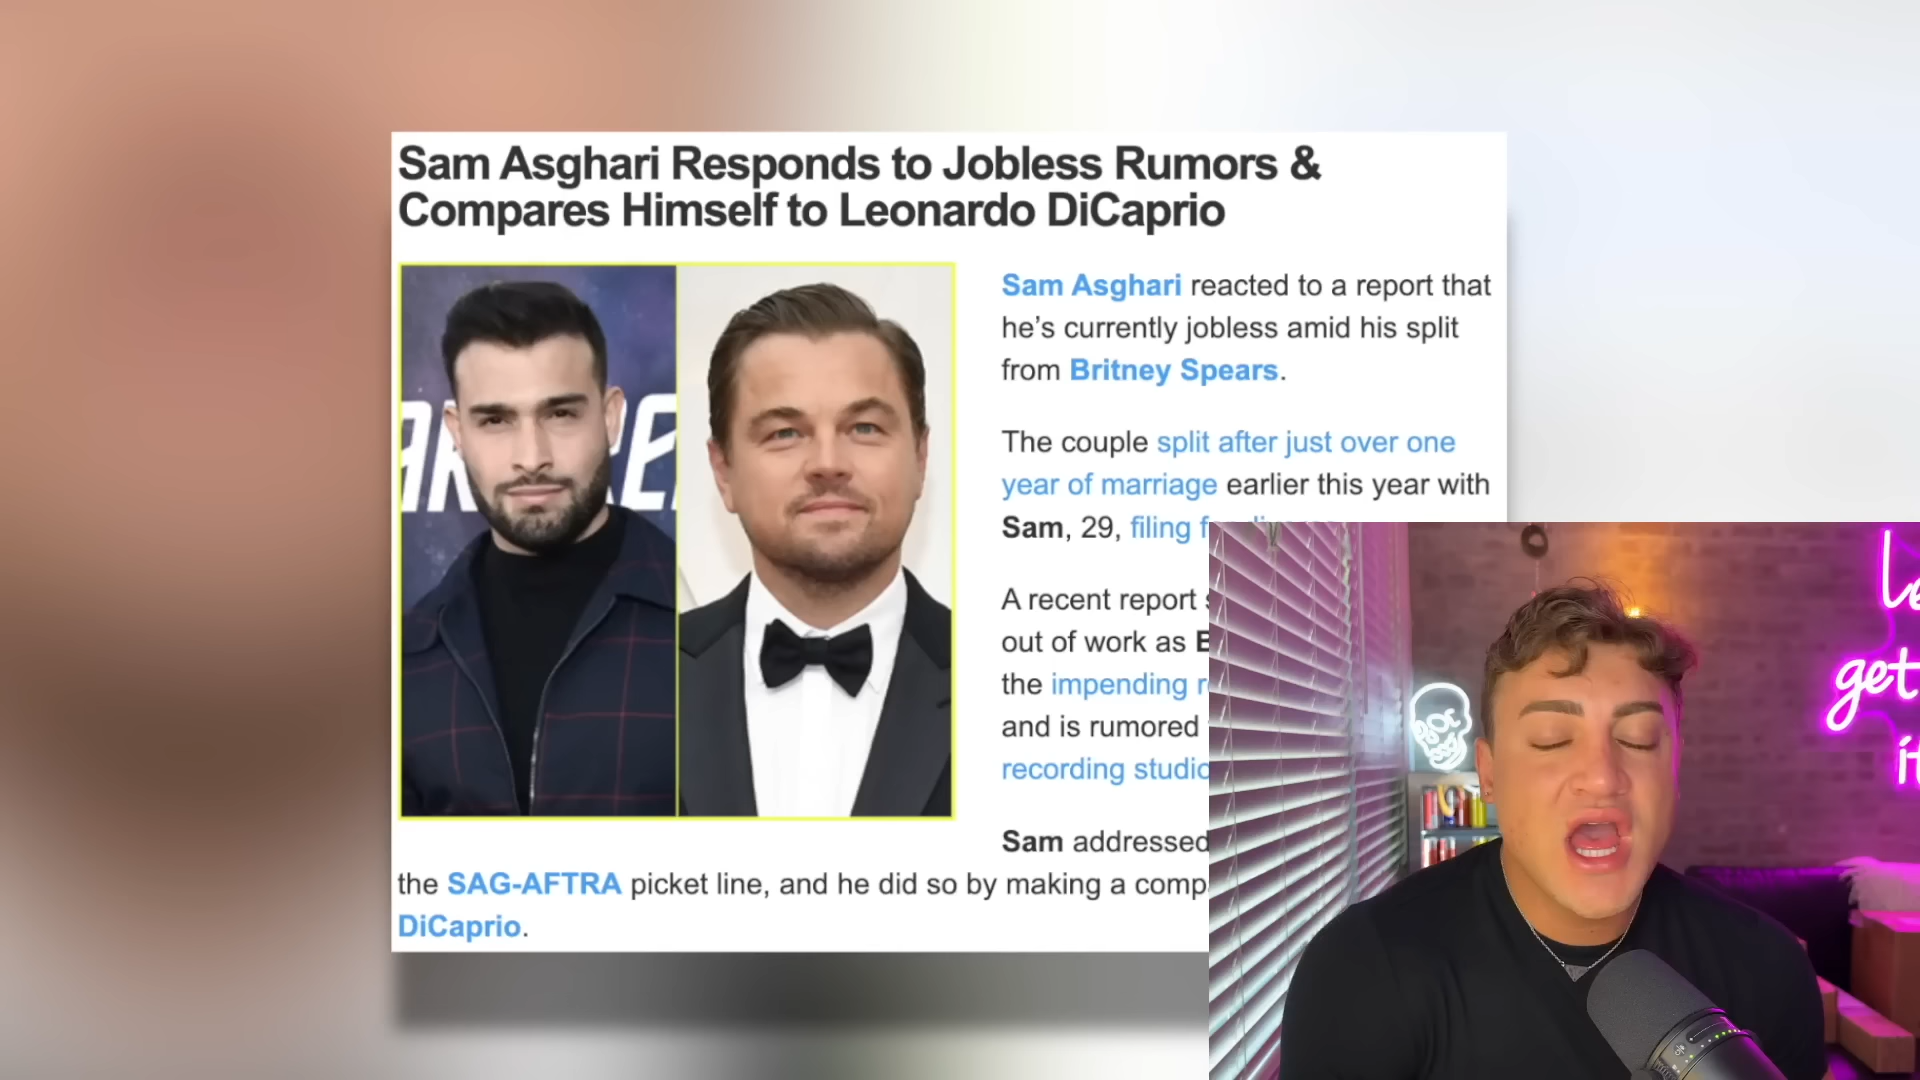 Sam Asghari Responds to Jobless Rumors &
Compares Himself to Leonardo DiCaprio
Sam Asghari reacted to a report that
he's currently jobless amid his split
from Britney Spears.
The couple split after just over one
year of marriage earlier this year with
Sam, 29, filing
A recent report
out of work as
the impending
and is rumored
recording studio
Sam addressed
the SAG-AFTRA picket line, and he did so by making a comp
DiCaprio.
get